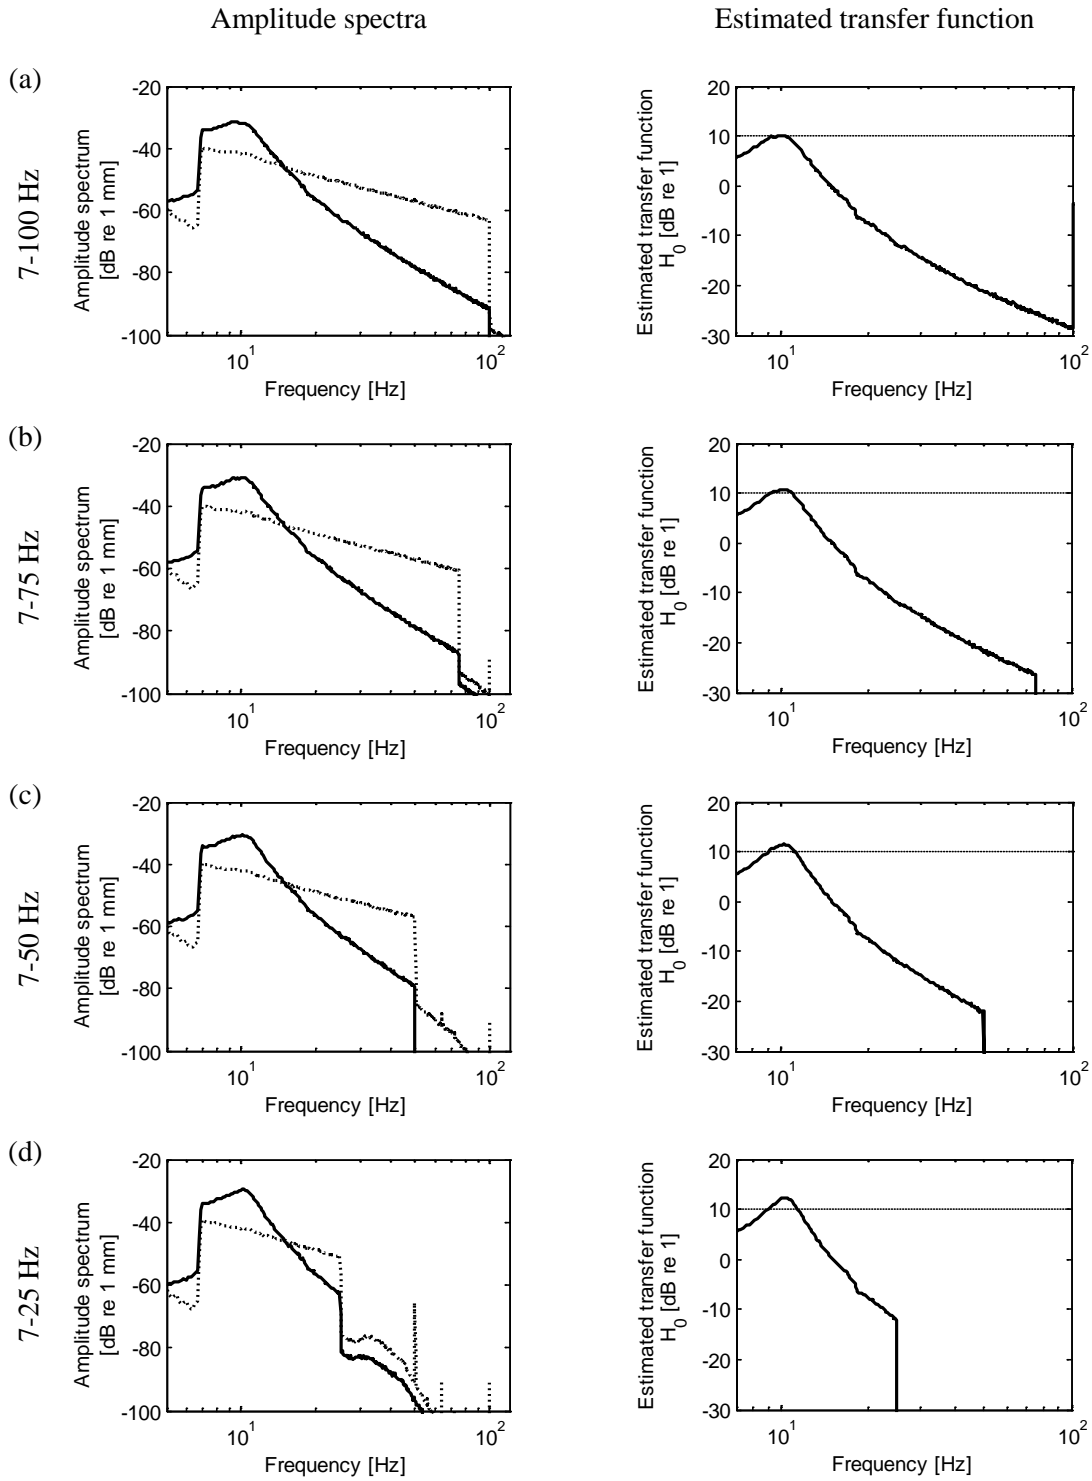 Amplitude spectra
Estimated transfer function
(a)
7-100 Hz
Amplitude spectrum
[dB re 1 mm]
-20
-40
-60
-80
-100
10^1
10^2
Frequency [Hz]
Estimated transfer function
H_0 [dB re 1]
20
10
0
-10
-20
-30
10^1
10^2
Frequency [Hz]
(b)
7-75 Hz
Amplitude spectrum
[dB re 1 mm]
-20
-40
-60
-80
-100
10^1
10^2
Frequency [Hz]
Estimated transfer function
H_0 [dB re 1]
20
10
0
-10
-20
-30
10^1
10^2
Frequency [Hz]
(c)
7-50 Hz
Amplitude spectrum
[dB re 1 mm]
-20
-40
-60
-80
-100
10^1
10^2
Frequency [Hz]
Estimated transfer function
H_0 [dB re 1]
20
10
0
-10
-20
-30
10^1
10^2
Frequency [Hz]
(d)
7-25 Hz
Amplitude spectrum
[dB re 1 mm]
-20
-40
-60
-80
-100
10^1
10^2
Frequency [Hz]
Estimated transfer function
H_0 [dB re 1]
20
10
0
-10
-20
-30
10^1
10^2
Frequency [Hz]